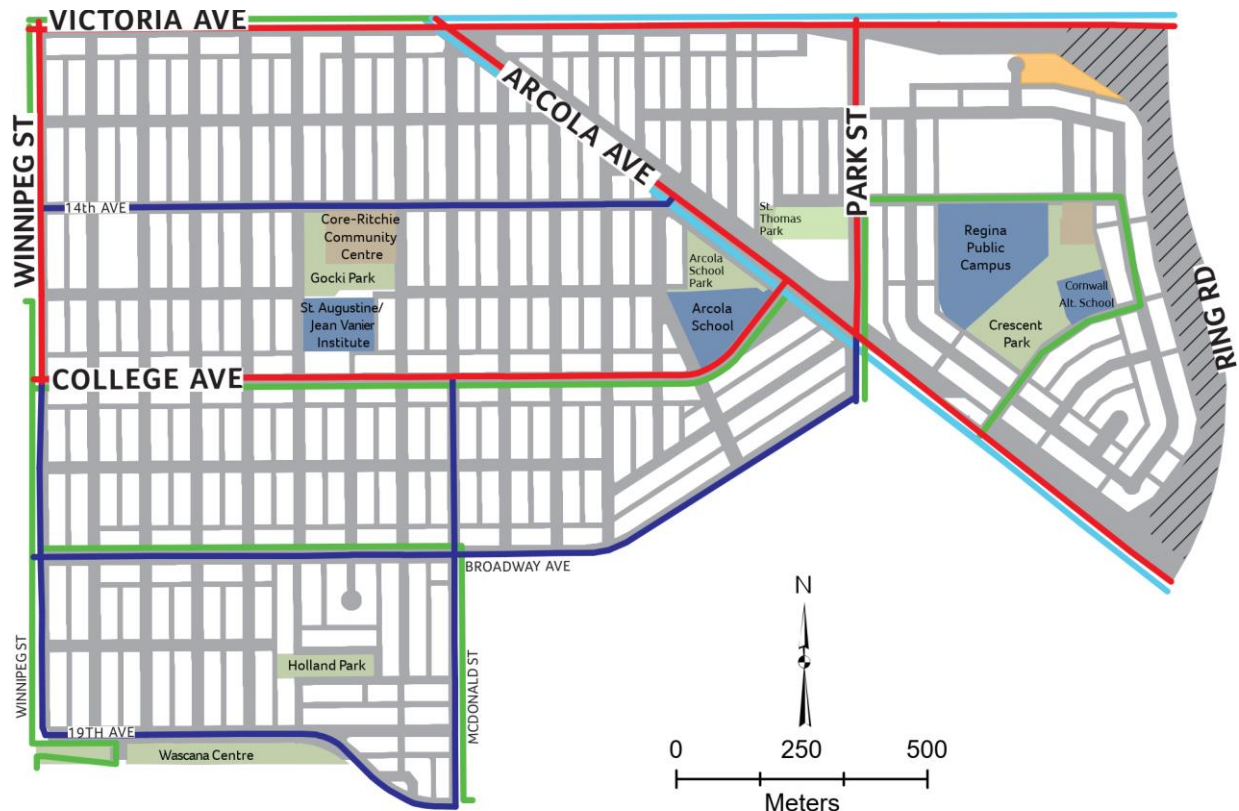 VICTORIA AVE
ARCOLA AVE
WINNIPEG ST
PARK ST
14th AVE
Core-Ritchie
Community
Centre
Gocki Park
St. Augustine/
Jean Vanier
Institute
St.
Thomas
Park
Arcola
School
Park
Arcola
School
Regina
Public
Campus
Cornwall
Alt. School
Crescent
Park
RING RD
COLLEGE AVE
BROADWAY AVE
WINNIPEG ST
Holland Park
MCDONALD ST
19TH AVE
Wascana Centre
N
0 250 500
Meters